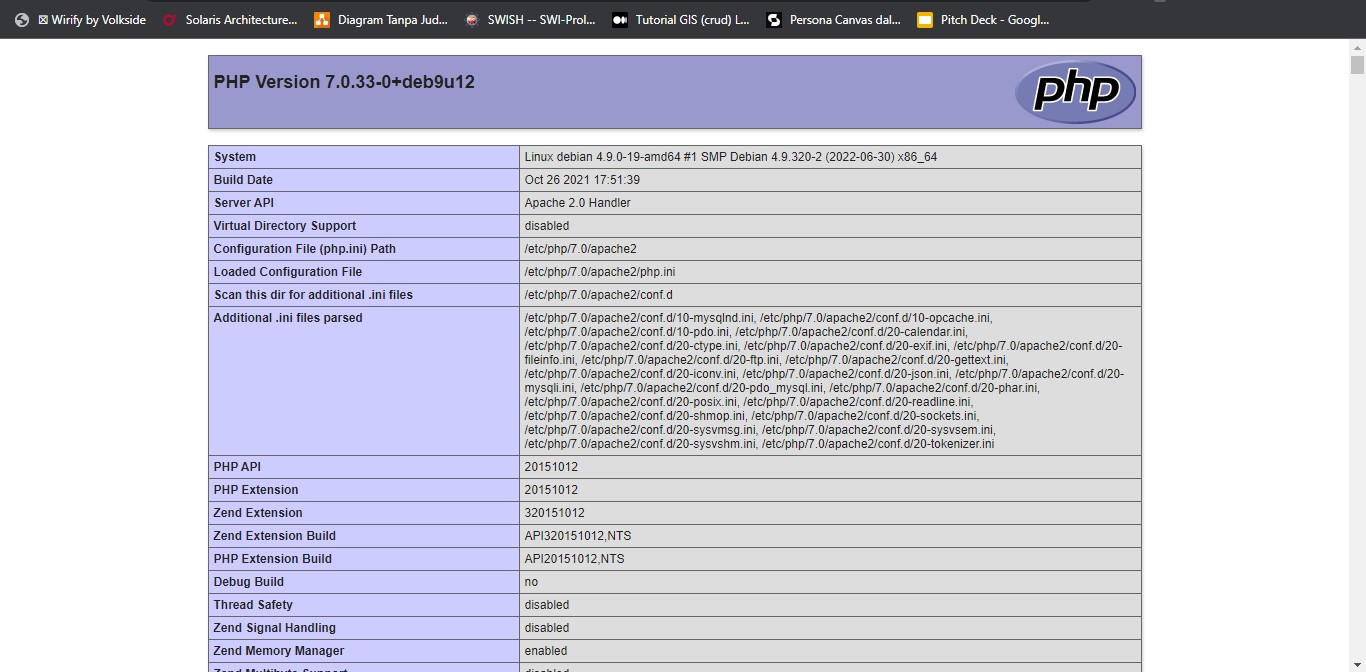 Wirify by Volkside Solaris Architecture... Diagram Tanpa Jud... SWISH -- SWI-Prol... Tutorial GIS (crud) L... Persona Canvas dal... Pitch Deck - Googl...
PHP Version 7.0.33-0+deb9u12
php
System Linux debian 4.9.0-19-amd64 #1 SMP Debian 4.9.320-2 (2022-06-30) x86_64
Build Date Oct 26 2021 17:51:39
Server API Apache 2.0 Handler
Virtual Directory Support disabled
Configuration File (php.ini) Path /etc/php/7.0/apache2
Loaded Configuration File /etc/php/7.0/apache2/php.ini
Scan this dir for additional .ini files /etc/php/7.0/apache2/conf.d
Additional .ini files parsed /etc/php/7.0/apache2/conf.d/10-mysqlnd.ini, /etc/php/7.0/apache2/conf.d/10-opcache.ini,
/etc/php/7.0/apache2/conf.d/10-pdo.ini, /etc/php/7.0/apache2/conf.d/20-calendar.ini,
/etc/php/7.0/apache2/conf.d/20-ctype.ini, /etc/php/7.0/apache2/conf.d/20-exif.ini, /etc/php/7.0/apache2/conf.d/20-
fileinfo.ini, /etc/php/7.0/apache2/conf.d/20-ftp.ini, /etc/php/7.0/apache2/conf.d/20-gettext.ini,
/etc/php/7.0/apache2/conf.d/20-iconv.ini, /etc/php/7.0/apache2/conf.d/20-json.ini, /etc/php/7.0/apache2/conf.d/20-
mysqli.ini, /etc/php/7.0/apache2/conf.d/20-pdo_mysql.ini, /etc/php/7.0/apache2/conf.d/20-phar.ini,
/etc/php/7.0/apache2/conf.d/20-posix.ini, /etc/php/7.0/apache2/conf.d/20-readline.ini,
/etc/php/7.0/apache2/conf.d/20-shmop.ini, /etc/php/7.0/apache2/conf.d/20-sockets.ini,
/etc/php/7.0/apache2/conf.d/20-sysvmsg.ini, /etc/php/7.0/apache2/conf.d/20-sysvsem.ini,
/etc/php/7.0/apache2/conf.d/20-sysvshm.ini, /etc/php/7.0/apache2/conf.d/20-tokenizer.ini
PHP API 20151012
PHP Extension 20151012
Zend Extension 320151012
Zend Extension Build API320151012,NTS
PHP Extension Build API20151012,NTS
Debug Build no
Thread Safety disabled
Zend Signal Handling disabled
Zend Memory Manager enabled
Zend Multibyte Support disabled